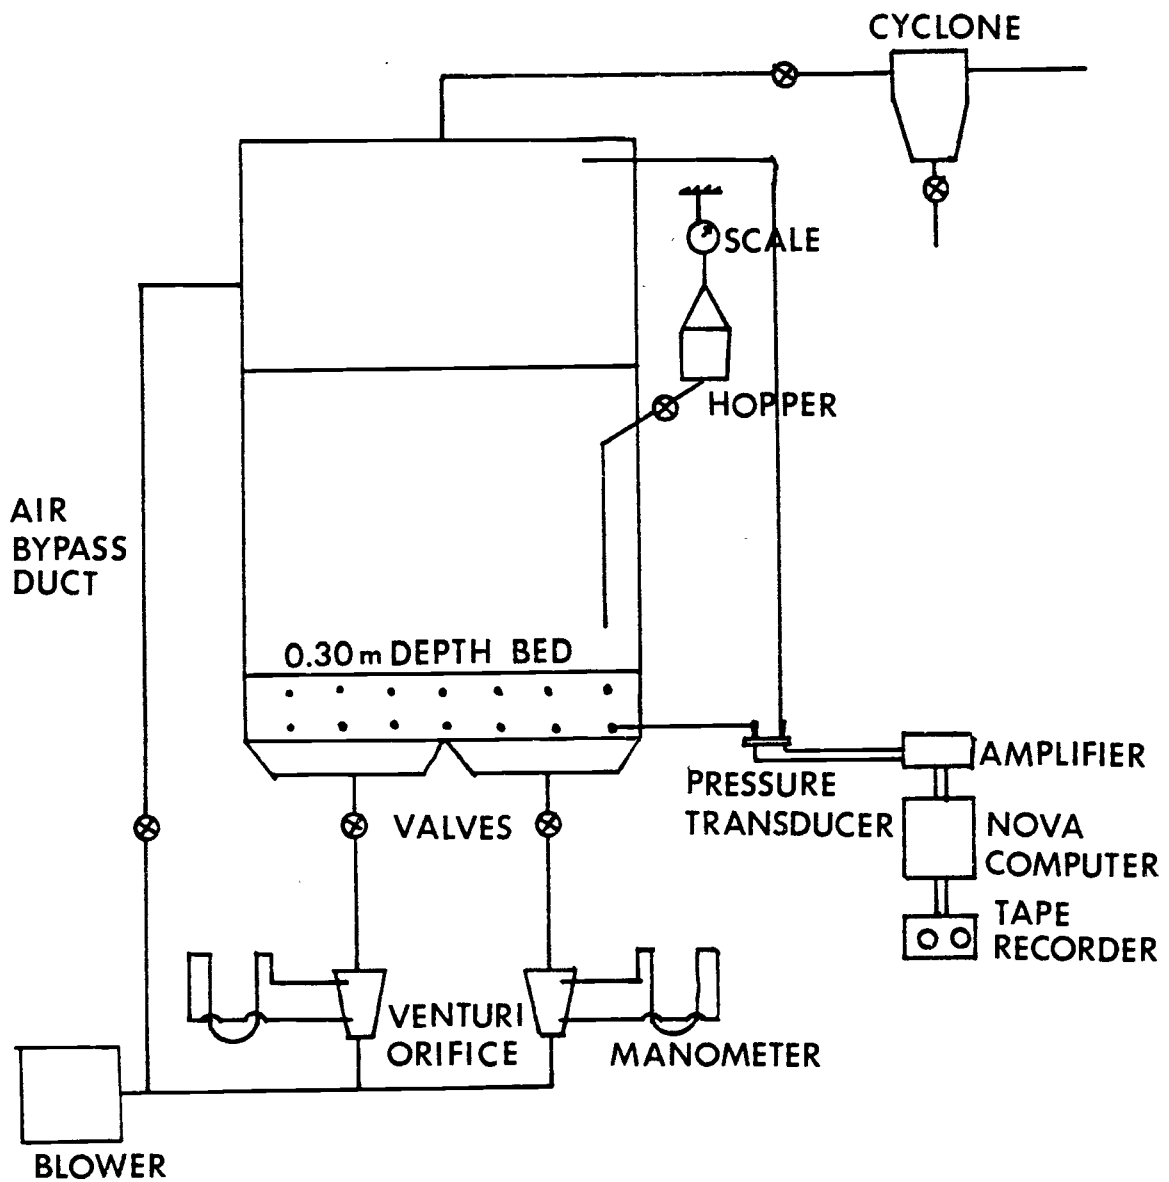 CYCLONE
SCALE
HOPPER
AIR
BYPASS
DUCT
0.30 m DEPTH BED
PRESSURE
TRANSDUCER
AMPLIFIER
VALVES
NOVA
COMPUTER
TAPE
RECORDER
VENTURI
ORIFICE
MANOMETER
BLOWER